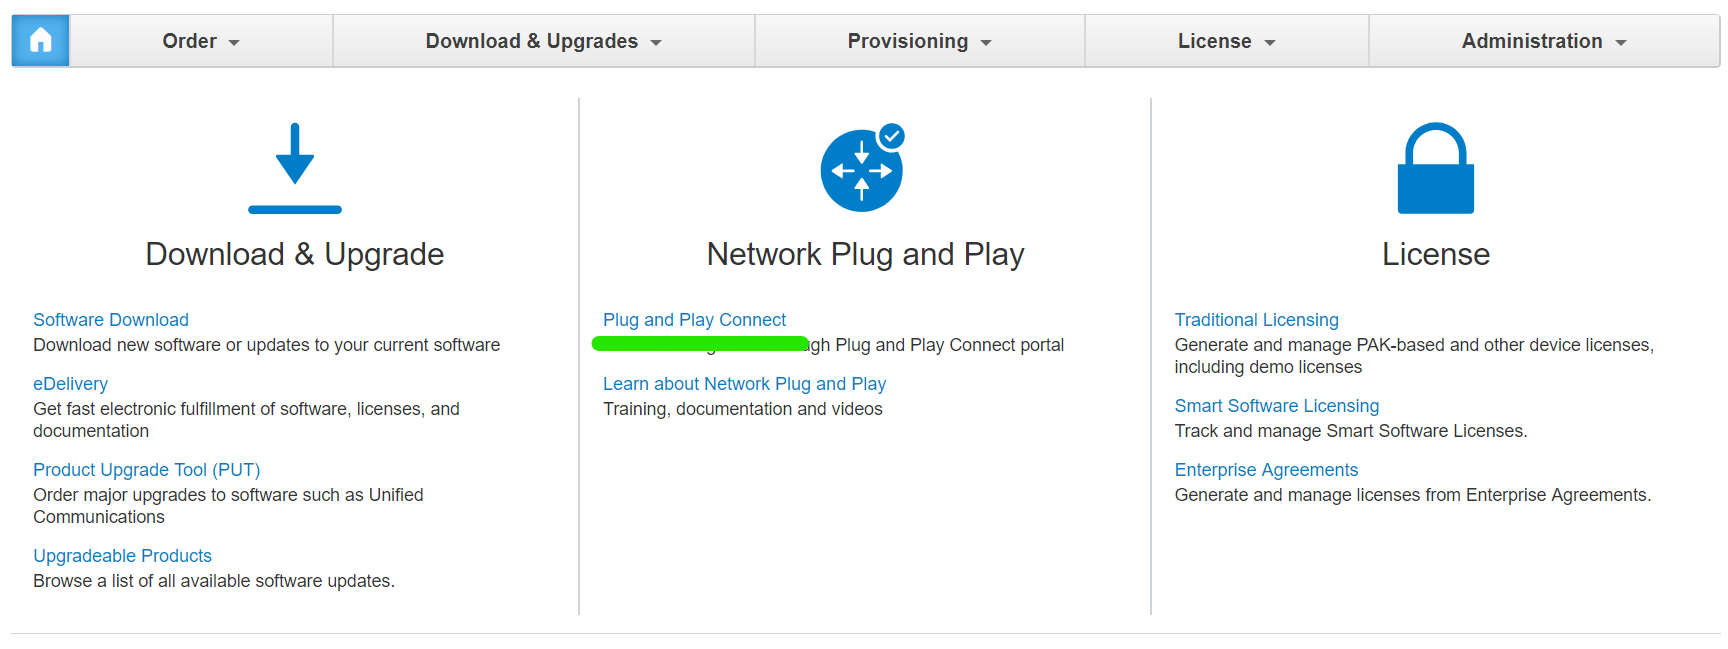 Order
Download & Upgrades
Provisioning
License
Administration
Download & Upgrade
Software Download
Download new software or updates to your current software
eDelivery
Get fast electronic fulfillment of software, licenses, and
documentation
Product Upgrade Tool (PUT)
Order major upgrades to software such as Unified
Communications
Upgradeable Products
Browse a list of all available software updates.
Network Plug and Play
Plug and Play Connect
Plug and Play Connect portal
Learn about Network Plug and Play
Training, documentation and videos
License
Traditional Licensing
Generate and manage PAK-based and other device licenses,
including demo licenses
Smart Software Licensing
Track and manage Smart Software Licenses.
Enterprise Agreements
Generate and manage licenses from Enterprise Agreements.